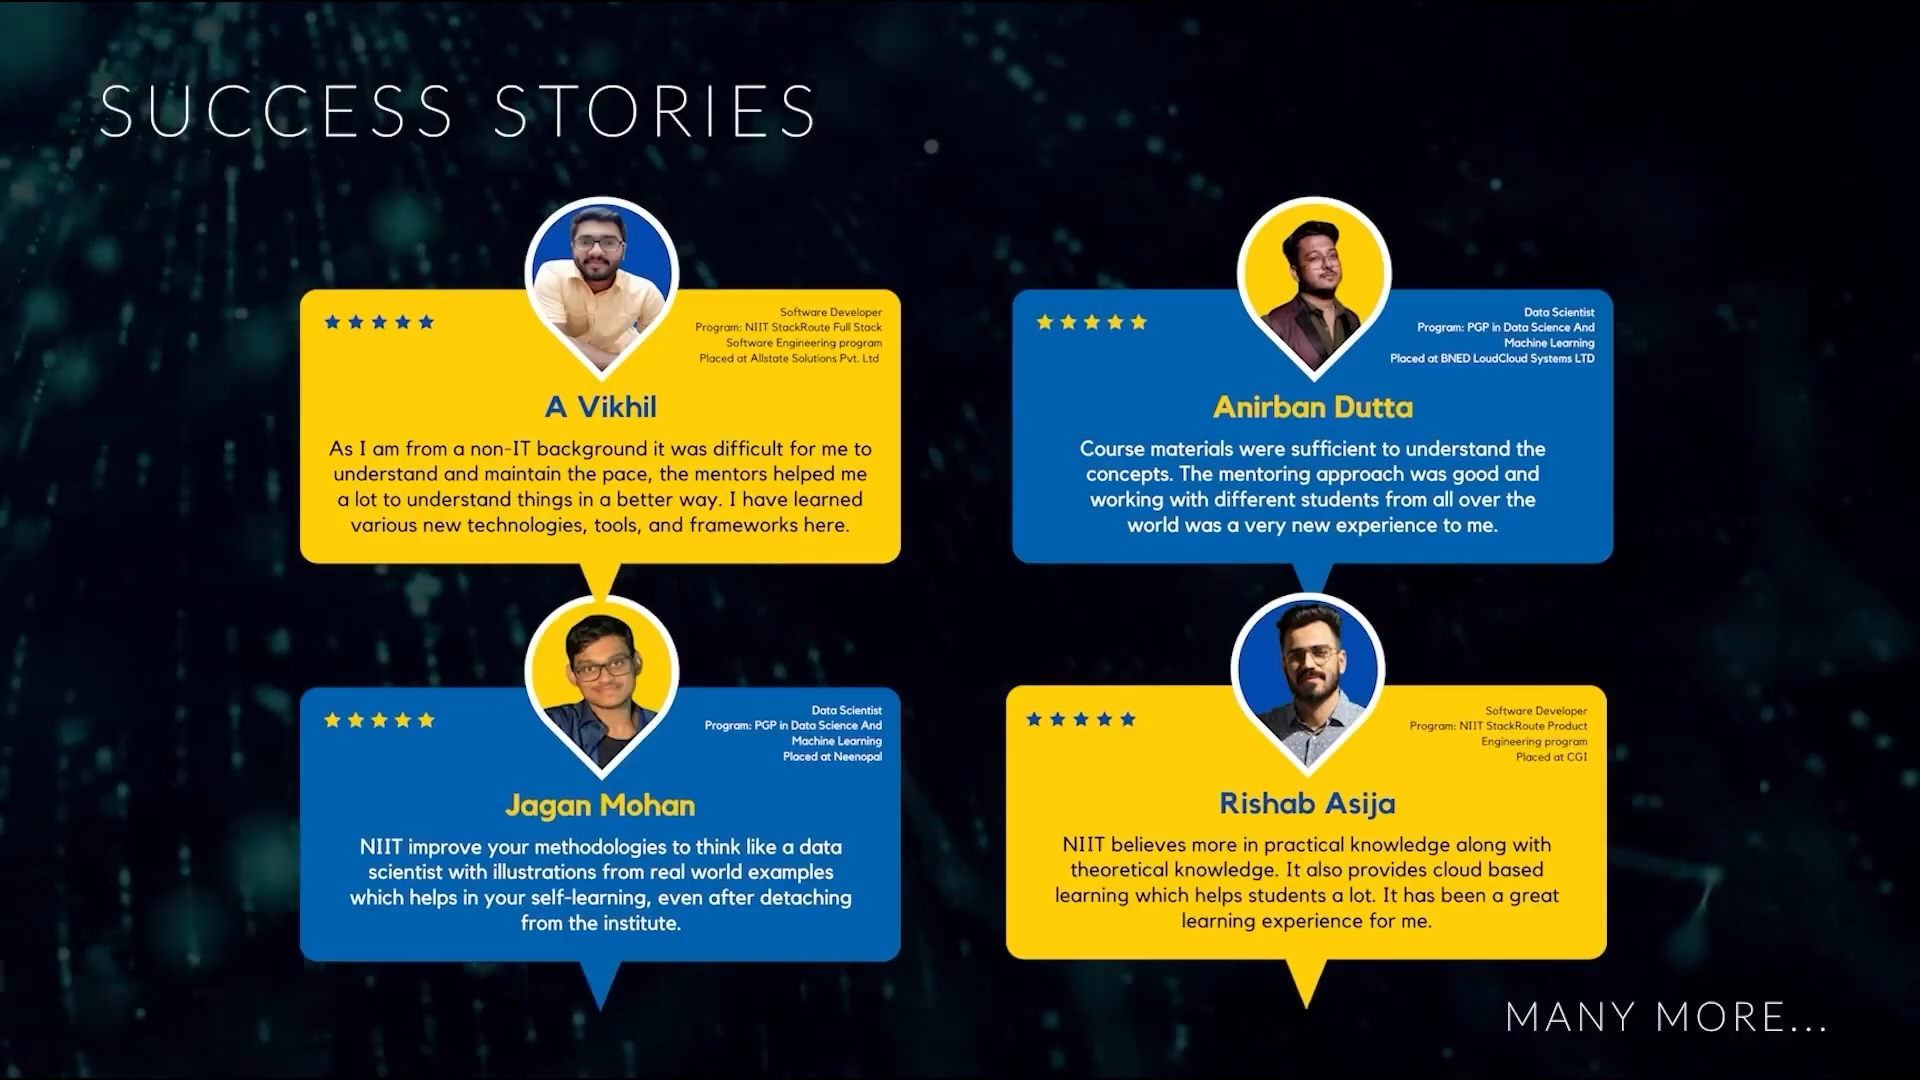 SUCCESS STORIES
Software Developer
Program: NIIT StackRoute Full Stack
Software Engineering program
Placed at Allstate Solutions Pvt. Ltd
A Vikhil
As I am from a non-IT background it was difficult for me to
understand and maintain the pace, the mentors helped me
a lot to understand things in a better way. I have learned
various new technologies, tools, and frameworks here.
Data Scientist
Program: PGP in Data Science And
Machine Learning
Placed at BNED LoudCloud Systems LTD
Anirban Dutta
Course materials were sufficient to understand the
concepts. The mentoring approach was good and
working with different students from all over the
world was a very new experience to me.
Data Scientist
Program: PGP in Data Science And
Machine Learning
Placed at Neenopal
Jagan Mohan
NIIT improve your methodologies to think like a data
scientist with illustrations from real world examples
which helps in your self-learning, even after detaching
from the institute.
Software Developer
Program: NIIT StackRoute Product
Engineering program
Placed at CGI
Rishab Asija
NIIT believes more in practical knowledge along with
theoretical knowledge. It also provides cloud based
learning which helps students a lot. It has been a great
learning experience for me.
MANY MORE...